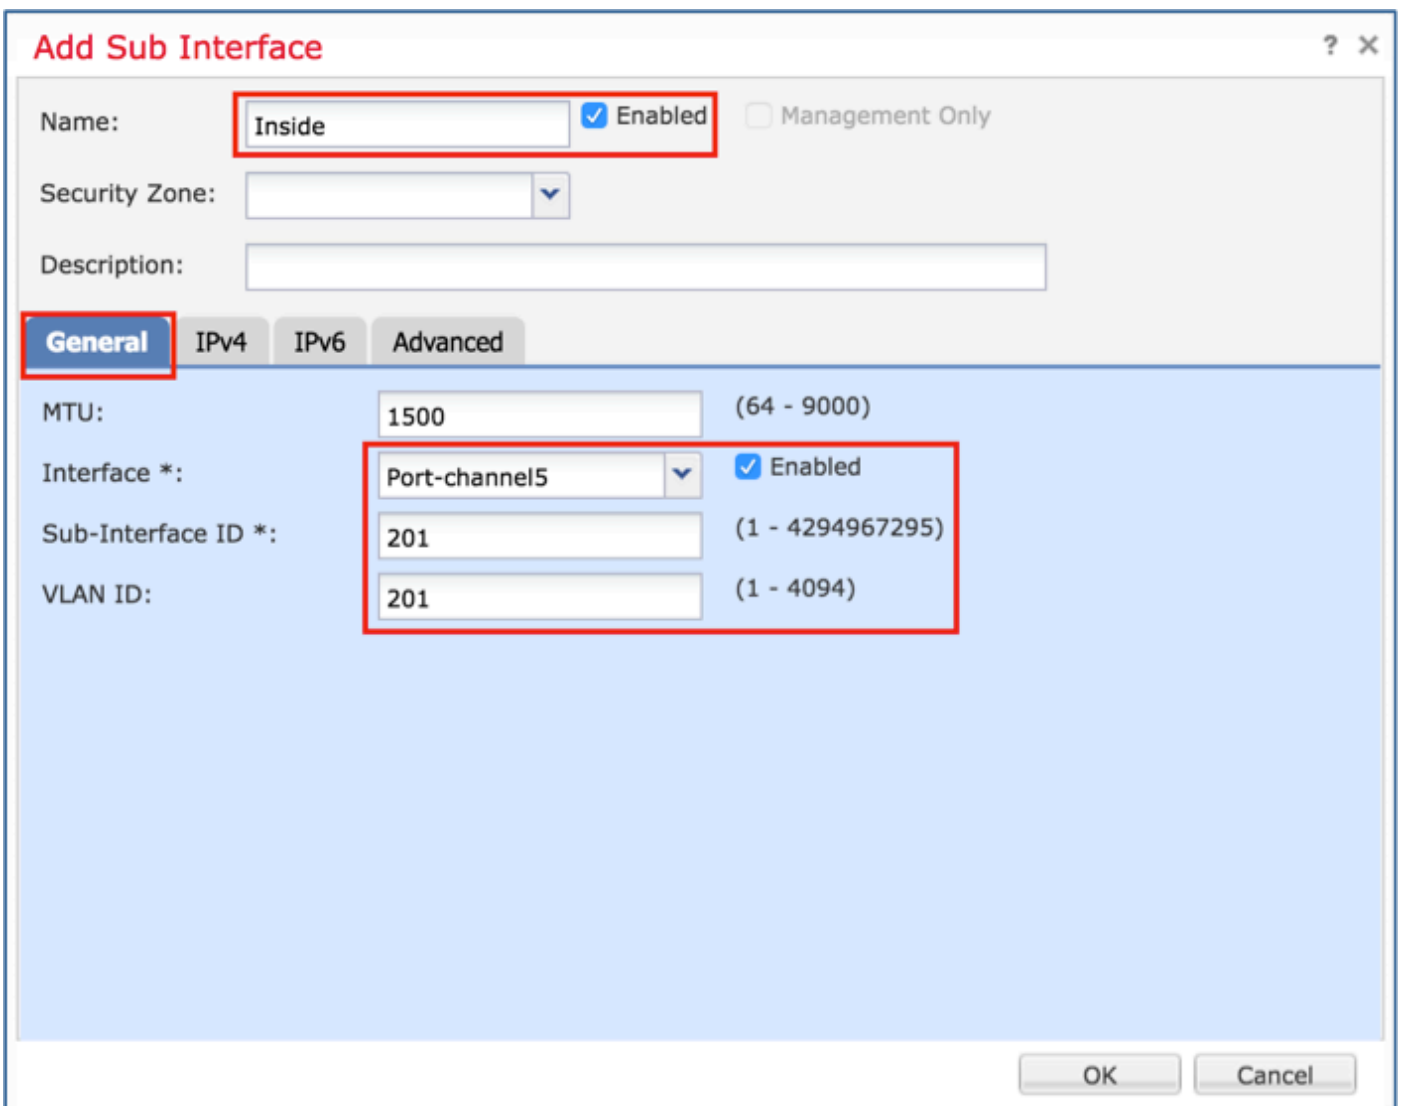 Add Sub Interface ? ×
Name: Inside Enabled Management Only
Security Zone:
Description:
General IPv4 IPv6 Advanced
MTU: 1500 (64 - 9000)
Interface *: Port-channel5 Enabled
Sub-Interface ID *: 201 (1 - 4294967295)
VLAN ID: 201 (1 - 4094)
OK Cancel